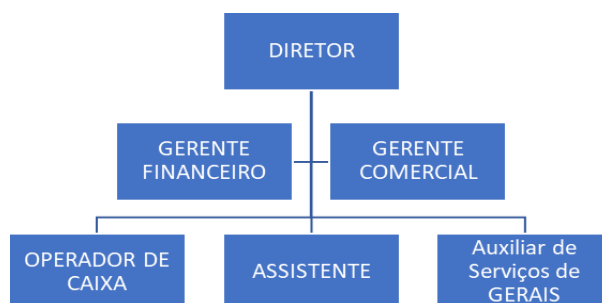 DIRETOR
GERENTE
FINANCEIRO
GERENTE
COMERCIAL
OPERADOR DE
CAIXA
ASSISTENTE
Auxiliar de
Serviços de
GERAIS